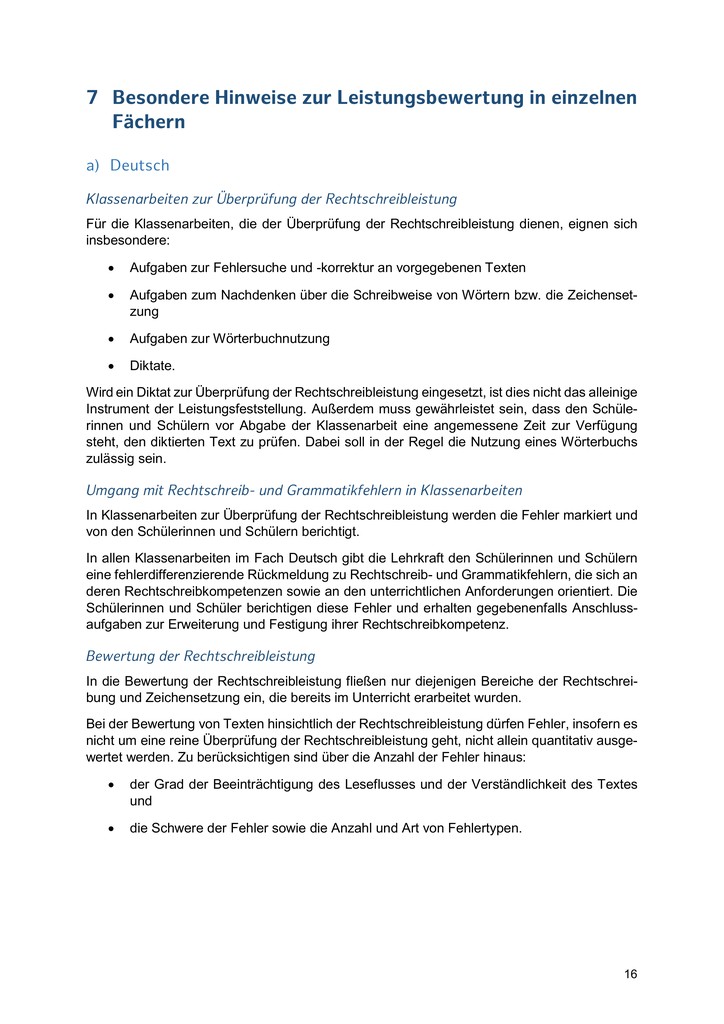 7 Besondere Hinweise zur Leistungsbewertung in einzelnen
Fächern
a) Deutsch
Klassenarbeiten zur Überprüfung der Rechtschreibleistung
Für die Klassenarbeiten, die der Überprüfung der Rechtschreibleistung dienen, eignen sich
insbesondere:
• Aufgaben zur Fehlersuche und -korrektur an vorgegebenen Texten
• Aufgaben zum Nachdenken über die Schreibweise von Wörtern bzw. die Zeichenset-
zung
• Aufgaben zur Wörterbuchnutzung
• Diktate.
Wird ein Diktat zur Überprüfung der Rechtschreibleistung eingesetzt, ist dies nicht das alleinige
Instrument der Leistungsfeststellung. Außerdem muss gewährleistet sein, dass den Schüle-
rinnen und Schülern vor Abgabe der Klassenarbeit eine angemessene Zeit zur Verfügung
steht, den diktierten Text zu prüfen. Dabei soll in der Regel die Nutzung eines Wörterbuchs
zulässig sein.
Umgang mit Rechtschreib- und Grammatikfehlern in Klassenarbeiten
In Klassenarbeiten zur Überprüfung der Rechtschreibleistung werden die Fehler markiert und
von den Schülerinnen und Schülern berichtigt.
In allen Klassenarbeiten im Fach Deutsch gibt die Lehrkraft den Schülerinnen und Schülern
eine fehlerdifferenzierende Rückmeldung zu Rechtschreib- und Grammatikfehlern, die sich an
deren Rechtschreibkompetenzen sowie an den unterrichtlichen Anforderungen orientiert. Die
Schülerinnen und Schüler berichtigen diese Fehler und erhalten gegebenenfalls Anschluss-
aufgaben zur Erweiterung und Festigung ihrer Rechtschreibkompetenz.
Bewertung der Rechtschreibleistung
In die Bewertung der Rechtschreibleistung fließen nur diejenigen Bereiche der Rechtschrei-
bung und Zeichensetzung ein, die bereits im Unterricht erarbeitet wurden.
Bei der Bewertung von Texten hinsichtlich der Rechtschreibleistung dürfen Fehler, insofern es
nicht um eine reine Überprüfung der Rechtschreibleistung geht, nicht allein quantitativ ausge-
wertet werden. Zu berücksichtigen sind über die Anzahl der Fehler hinaus:
• der Grad der Beeinträchtigung des Leseflusses und der Verständlichkeit des Textes
und
• die Schwere der Fehler sowie die Anzahl und Art von Fehlertypen.
16